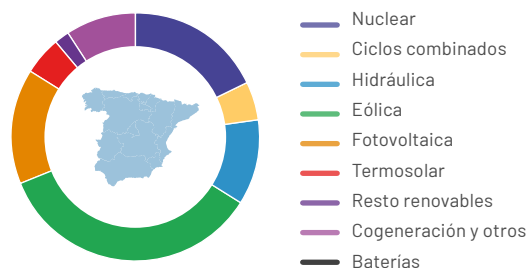 Nuclear
Ciclos combinados
Hidráulica
Eólica
Fotovoltaica
Termosolar
Resto renovables
Cogeneración y otros
Baterías